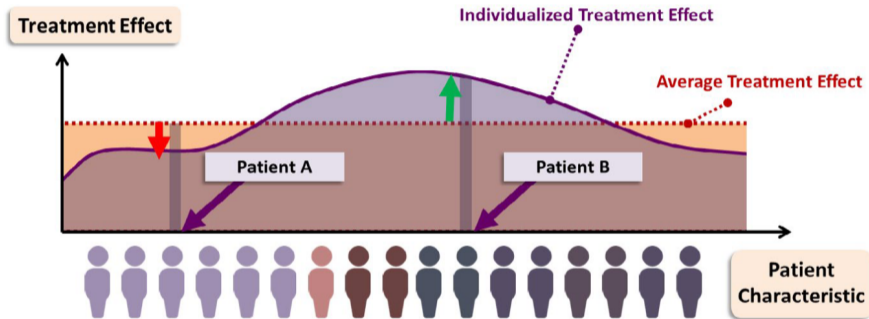 Treatment Effect
Individualized Treatment Effect
Average Treatment Effect
Patient A
Patient B
Patient
Characteristic